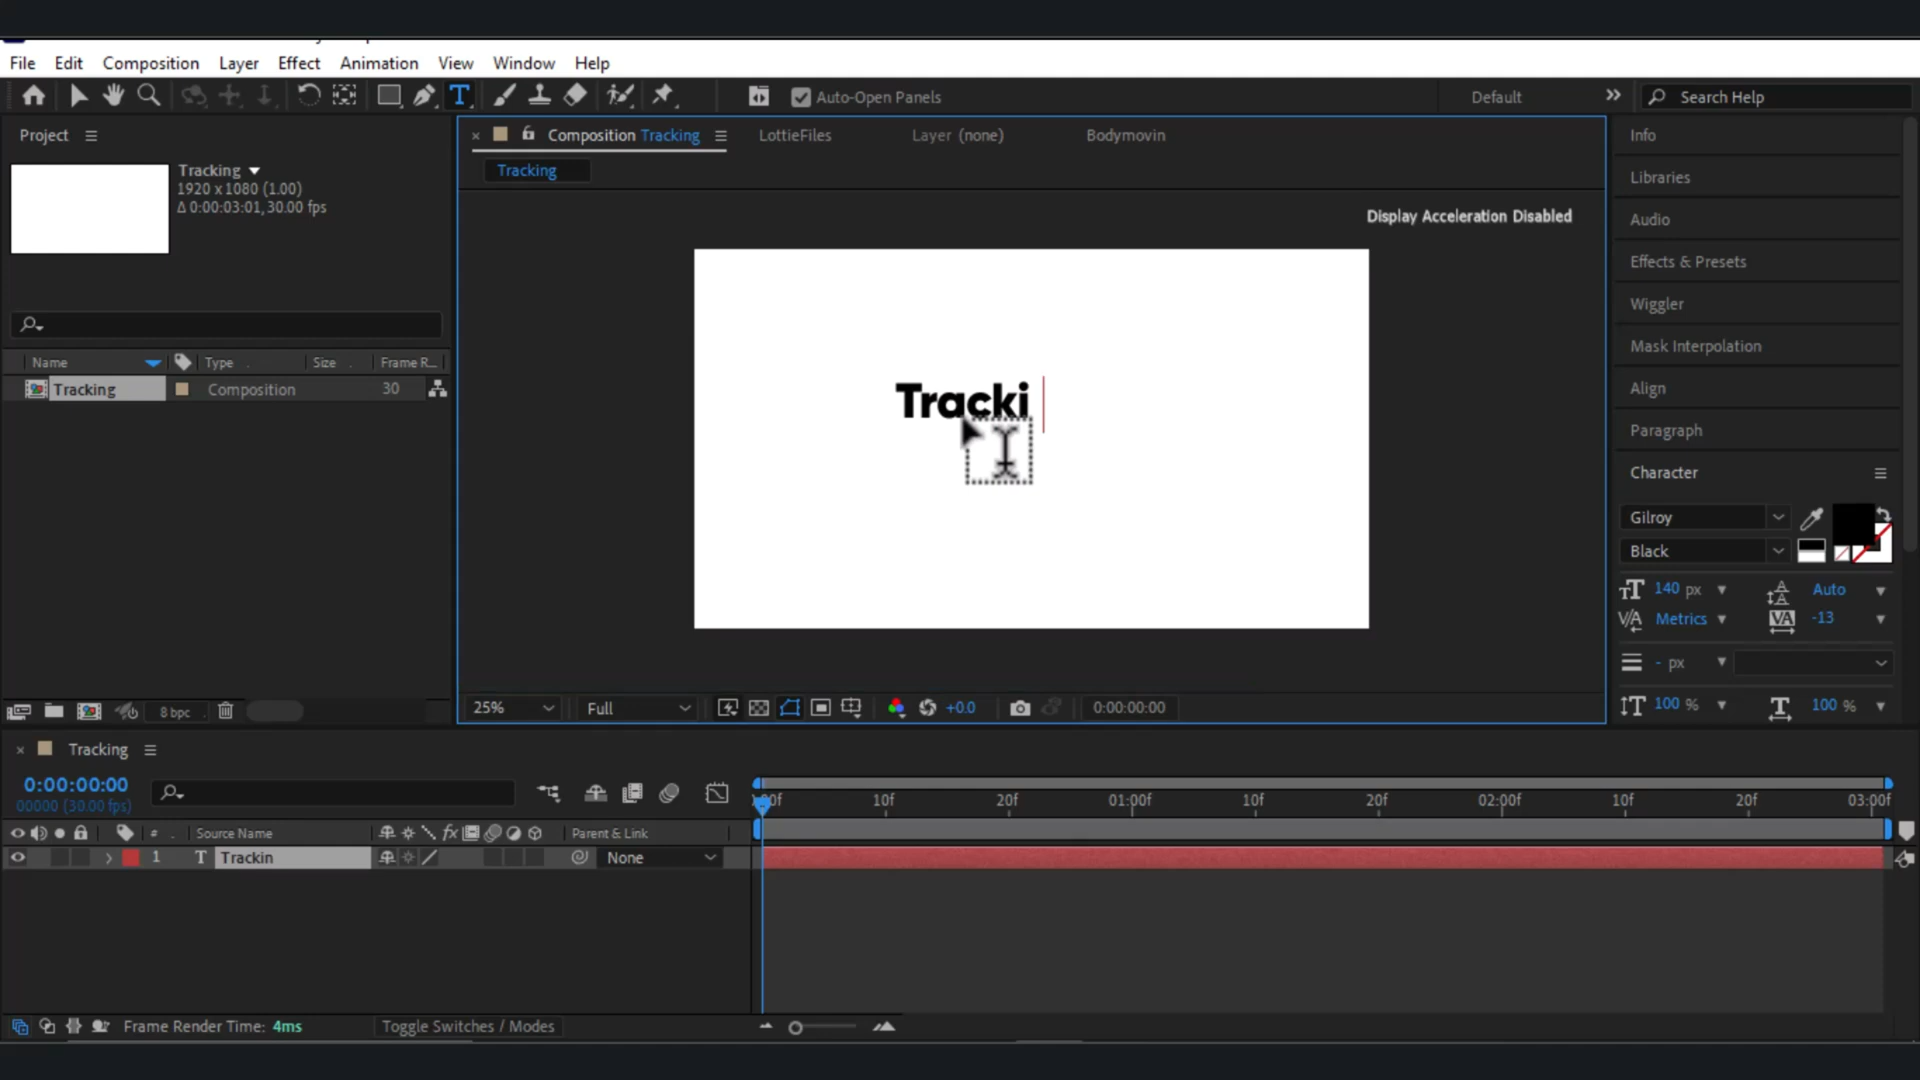 File Edit Composition Layer Effect Animation View Window Help
Auto-Open Panels Default Search Help
Project
Tracking
1920 x 1080 (1.00)
Δ 0:00:03:01, 30.00 fps
Name Type Size Frame R...
Tracking Composition 30
8 bpc
Composition Tracking LottieFiles Layer (none) Bodymovin
Tracking
Display Acceleration Disabled
Tracki
25% Full +0.0 0:00:00:00
Info
Libraries
Audio
Effects & Presets
Wiggler
Mask Interpolation
Align
Paragraph
Character
Gilroy
Black
140 px Auto
Metrics -13
- px
100 % 100 %
Tracking
0:00:00:00
00000 (30.00 fps)
:00f 10f 20f 01:00f 10f 20f 02:00f 10f 20f 03:00f
# Source Name fx Parent & Link
1 T Trackin None
Frame Render Time: 4ms Toggle Switches / Modes